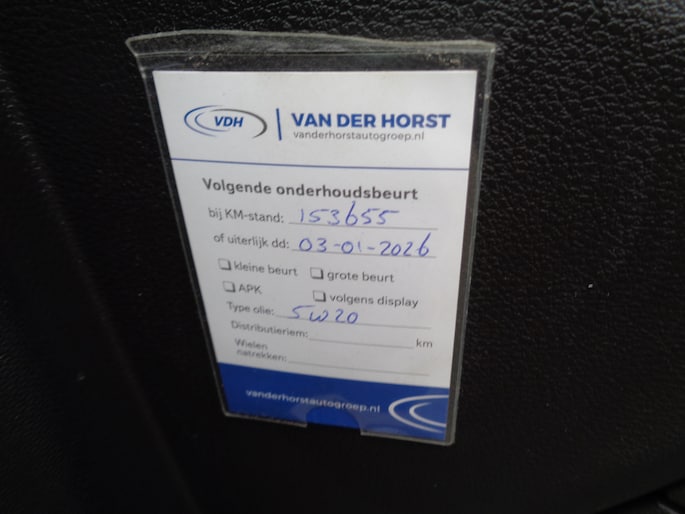 VDH
VAN DER HORST
vanderhorstautogroep.nl
Volgende onderhoudsbeurt
bij KM-stand: 153655
of uiterlijk dd: 03-01-2026
kleine beurt grote beurt
APK volgens display
Type olie: 5W20
Distributieriem: km
Wielen
natrekken:
vanderhorstautogroep.nl